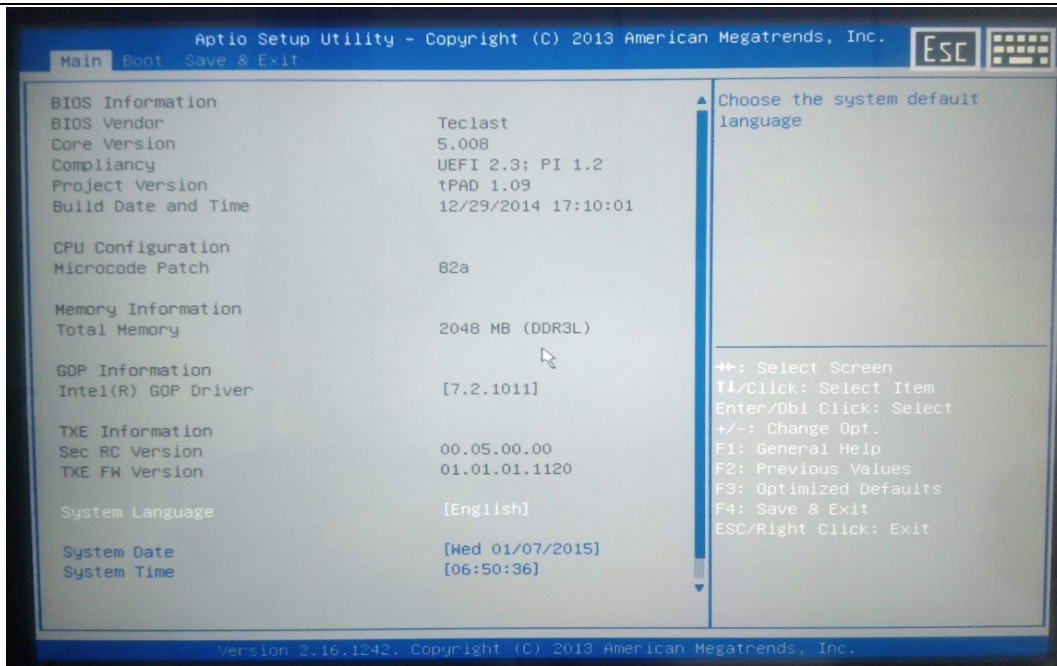 Aptio Setup Utility – Copyright (C) 2013 American Megatrends, Inc.
Esc
Main Boot Save & Exit
BIOS Information
BIOS Vendor Teclast
Core Version 5.008
Compliancy UEFI 2.3; PI 1.2
Project Version tPAD 1.09
Build Date and Time 12/29/2014 17:10:01
CPU Configuration
Microcode Patch 82a
Memory Information
Total Memory 2048 MB (DDR3L)
GOP Information
Intel(R) GOP Driver [7.2.1011]
TXE Information
Sec RC Version 00.05.00.00
TXE FW Version 01.01.01.1120
System Language [English]
System Date [Wed 01/07/2015]
System Time [06:50:36]
Choose the system default
language
→←: Select Screen
↑↓/Click: Select Item
Enter/Dbl Click: Select
+/-: Change Opt.
F1: General Help
F2: Previous Values
F3: Optimized Defaults
F4: Save & Exit
ESC/Right Click: Exit
Version 2.16.1242. Copyright (C) 2013 American Megatrends, Inc.